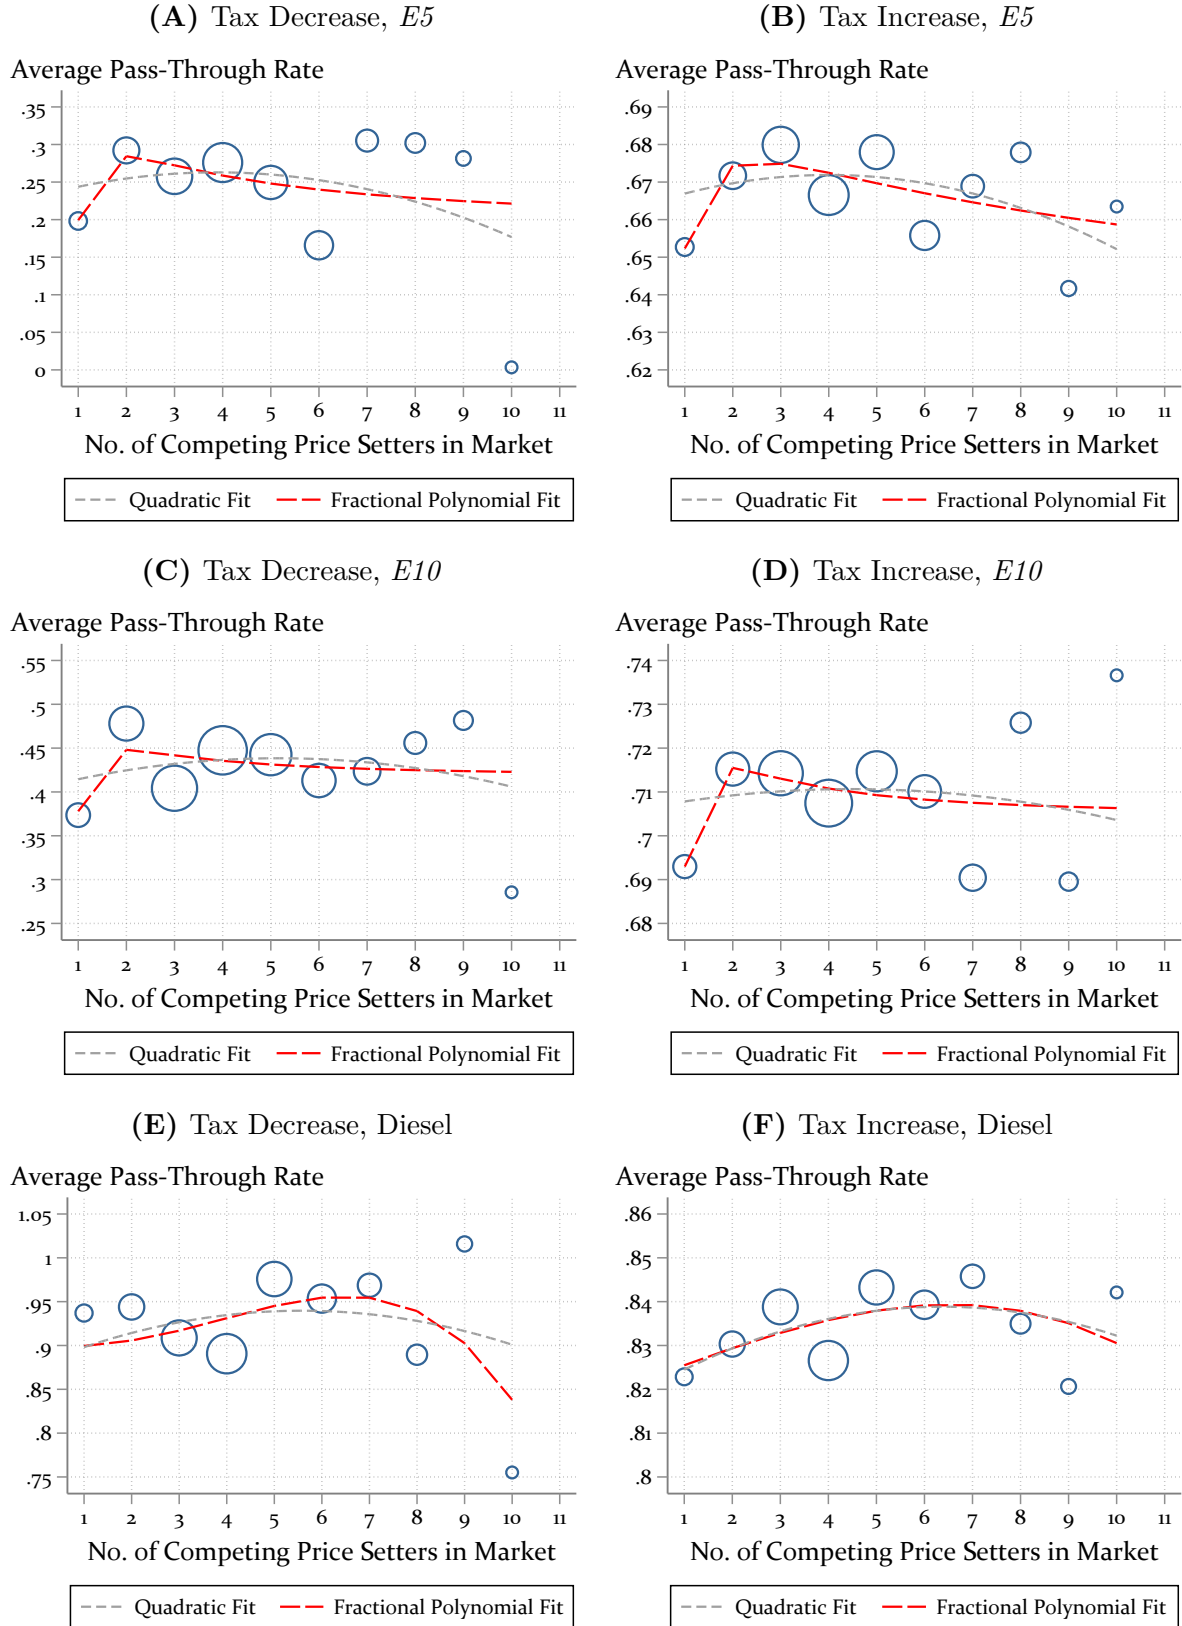 (A) Tax Decrease, E5
Average Pass-Through Rate
.35
.3
.25
.2
.15
.1
.05
0
1 2 3 4 5 6 7 8 9 10 11
No. of Competing Price Setters in Market
Quadratic Fit Fractional Polynomial Fit
(B) Tax Increase, E5
Average Pass-Through Rate
.69
.68
.67
.66
.65
.64
.63
.62
1 2 3 4 5 6 7 8 9 10 11
No. of Competing Price Setters in Market
Quadratic Fit Fractional Polynomial Fit
(C) Tax Decrease, E10
Average Pass-Through Rate
.55
.5
.45
.4
.35
.3
.25
1 2 3 4 5 6 7 8 9 10 11
No. of Competing Price Setters in Market
Quadratic Fit Fractional Polynomial Fit
(D) Tax Increase, E10
Average Pass-Through Rate
.74
.73
.72
.71
.7
.69
.68
1 2 3 4 5 6 7 8 9 10 11
No. of Competing Price Setters in Market
Quadratic Fit Fractional Polynomial Fit
(E) Tax Decrease, Diesel
Average Pass-Through Rate
1.05
1
.95
.9
.85
.8
.75
1 2 3 4 5 6 7 8 9 10 11
No. of Competing Price Setters in Market
Quadratic Fit Fractional Polynomial Fit
(F) Tax Increase, Diesel
Average Pass-Through Rate
.86
.85
.84
.83
.82
.81
.8
1 2 3 4 5 6 7 8 9 10 11
No. of Competing Price Setters in Market
Quadratic Fit Fractional Polynomial Fit